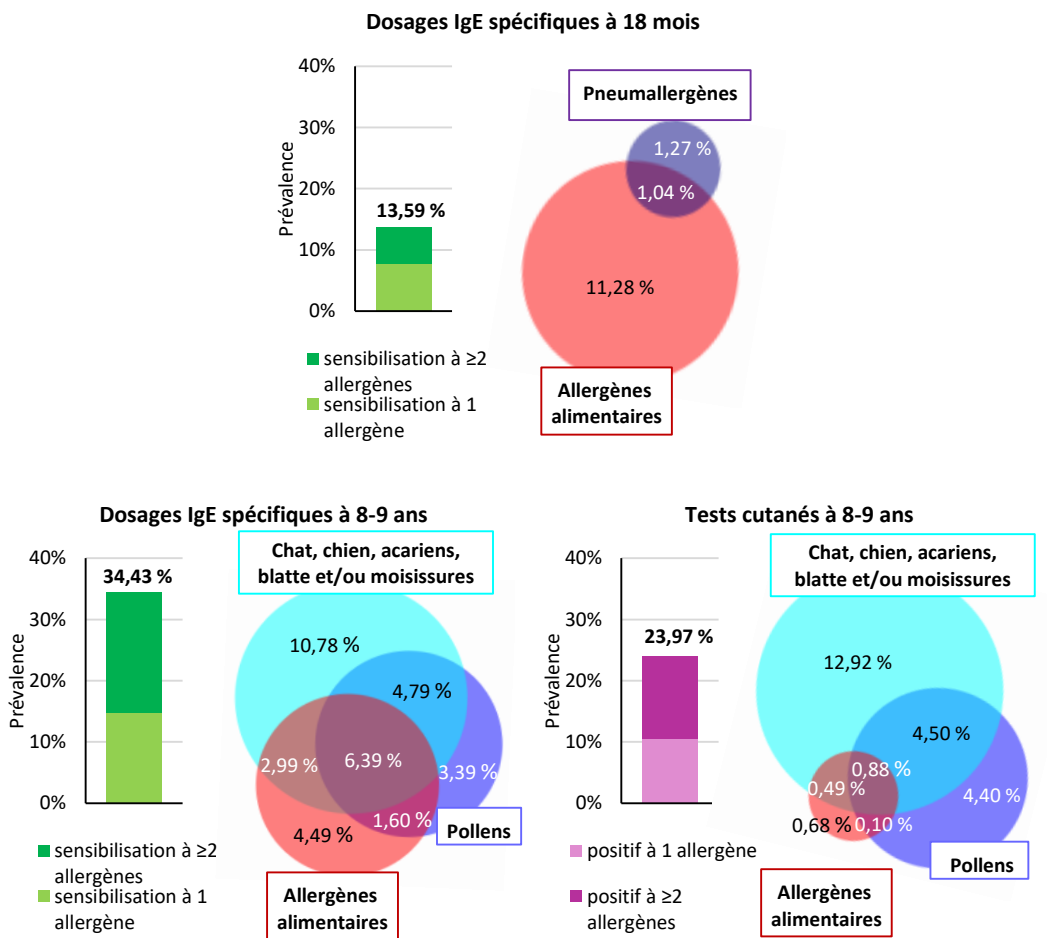 Dosages IgE spécifiques à 18 mois
40%
30%
20%
10%
0%
Prévalence
13,59 %
Pneumallergènes
1,27 %
1,04 %
11,28 %
Allergènes
alimentaires
sensibilisation à ≥2
allergènes
sensibilisation à 1
allergène
Dosages IgE spécifiques à 8-9 ans
40%
30%
20%
10%
0%
Prévalence
34,43 %
Chat, chien, acariens,
blatte et/ou moisissures
10,78 %
4,79 %
2,99 %
6,39 %
3,39 %
1,60 %
4,49 %
Pollens
Allergènes
alimentaires
sensibilisation à ≥2
allergènes
sensibilisation à 1
allergène
Tests cutanés à 8-9 ans
40%
30%
20%
10%
0%
Prévalence
23,97 %
Chat, chien, acariens,
blatte et/ou moisissures
12,92 %
4,50 %
0,88 %
0,49 %
4,40 %
0,68 %
0,10 %
Pollens
Allergènes
alimentaires
positif à 1 allergène
positif à ≥2
allergènes